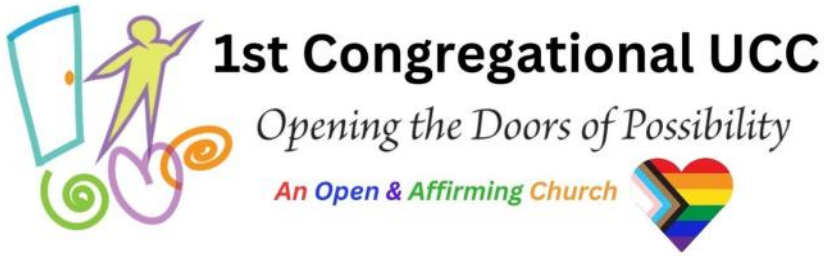 1st Congregational UCC
Opening the Doors of Possibility
An Open & Affirming Church